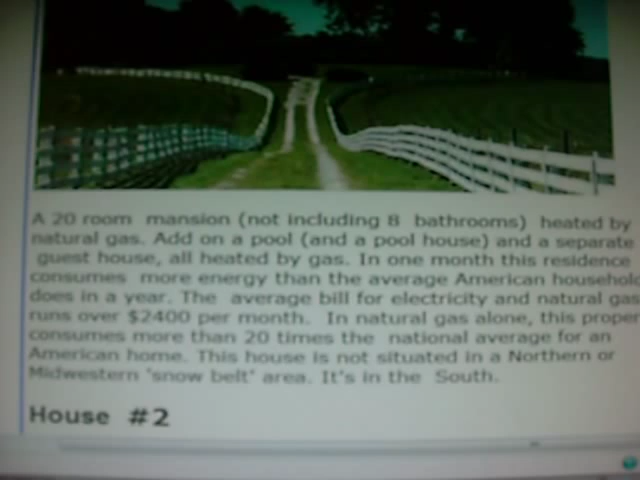 A 20 room mansion (not including 8 bathrooms) heated by
natural gas. Add on a pool (and a pool house) and a separate
guest house, all heated by gas. In one month this residence
consumes more energy than the average American household
does in a year. The average bill for electricity and natural gas
runs over $2400 per month. In natural gas alone, this proper
consumes more than 20 times the national average for an
American home. This house is not situated in a Northern or
Midwestern 'snow belt' area. It's in the South.
House #2